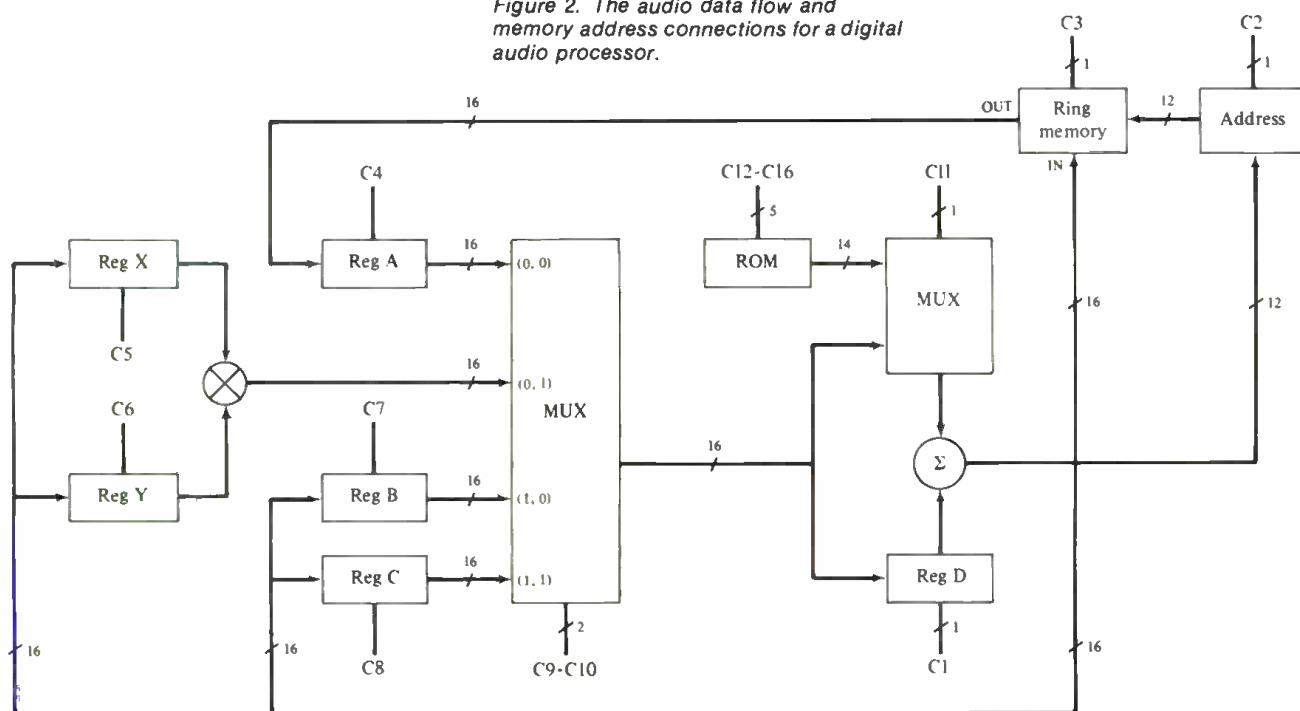 Figure 2. The audio data flow and
memory address connections for a digital
audio processor.
C3
C2
1
1
16
OUT
Ring
memory
12
Address
IN
C4
C12-C16
C11
5
1
Reg X
Reg A
16
(0, 0)
ROM
14
MUX
16
12
C5
16
(0, 1)
MUX
C6
C7
16
Σ
Reg Y
Reg B
16
(1, 0)
Reg C
16
(1, 1)
Reg D
2
1
16
16
16
C8
C9-C10
C1